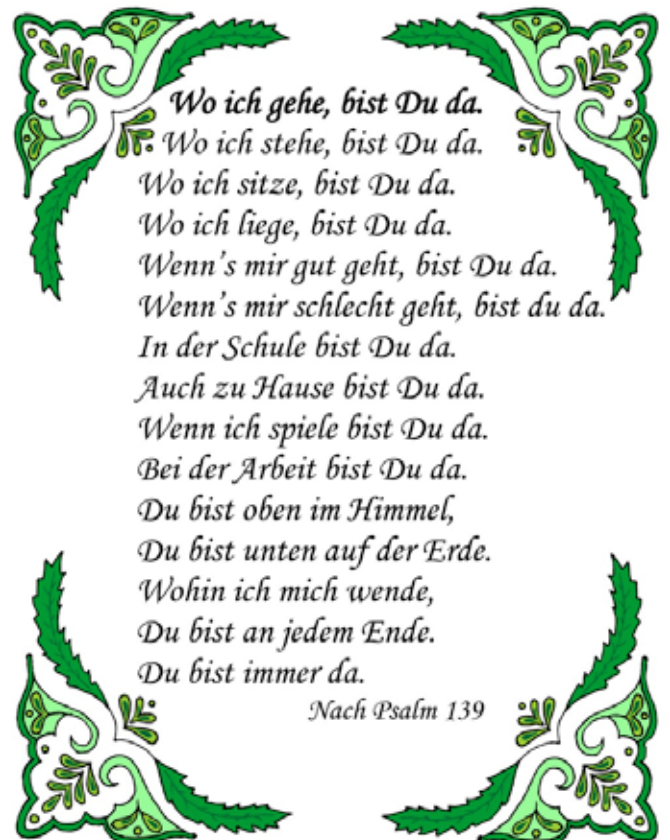 Wo ich gehe, bist Du da.
Wo ich stehe, bist Du da.
Wo ich sitze, bist Du da.
Wo ich liege, bist Du da.
Wenn's mir gut geht, bist Du da.
Wenn's mir schlecht geht, bist du da.
In der Schule bist Du da.
Auch zu Hause bist Du da.
Wenn ich spiele bist Du da.
Bei der Arbeit bist Du da.
Du bist oben im Himmel,
Du bist unten auf der Erde.
Wohin ich mich wende,
Du bist an jedem Ende.
Du bist immer da.
Nach Psalm 139